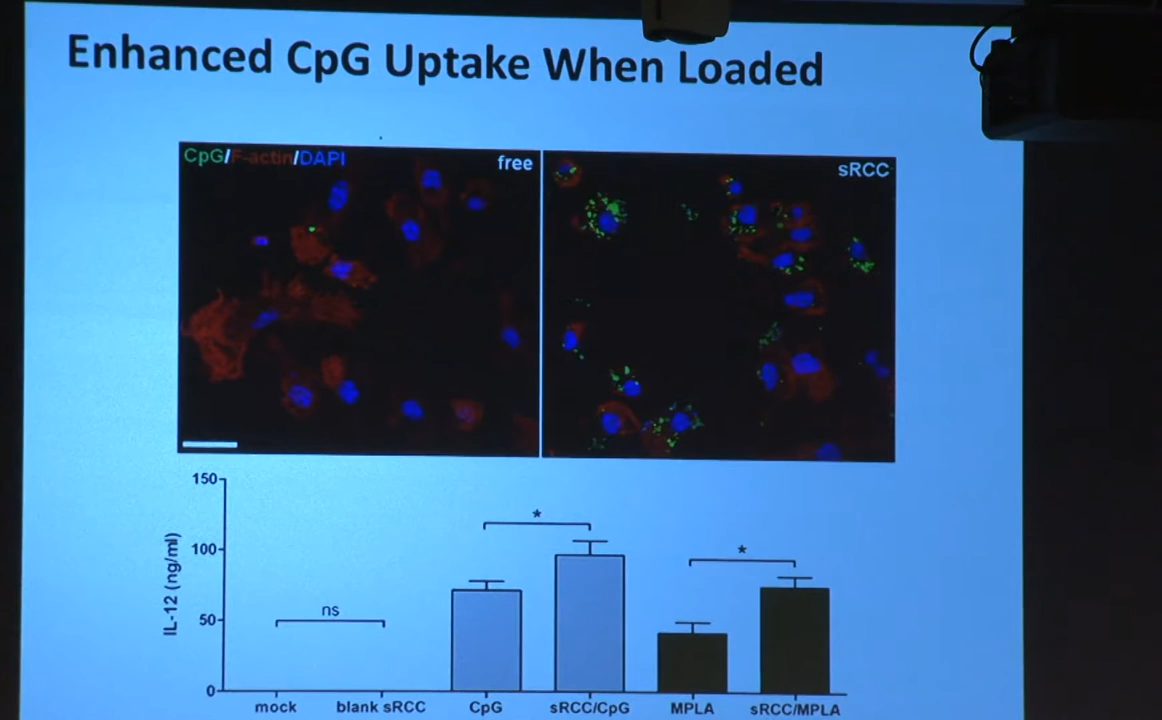 Enhanced CpG Uptake When Loaded
CpG/F-actin/DAPI
free
sRCC
150
100
50
0
IL-12 (ng/ml)
ns
*
*
mock
blank sRCC
CpG
sRCC/CpG
MPLA
sRCC/MPLA